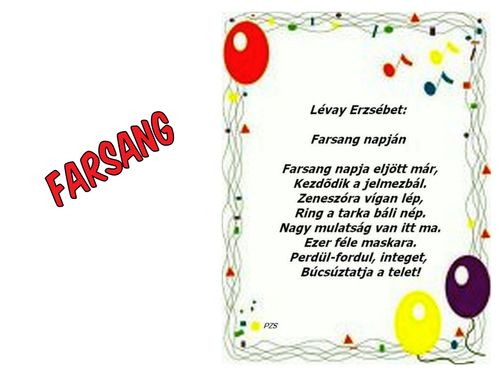 FARSANG
Lévay Erzsébet:
Farsang napján
Farsang napja eljött már,
Kezdődik a jelmezbál.
Zeneszóra vígan lép,
Ring a tarka báli nép.
Nagy mulatság van itt ma.
Ezer féle maskara.
Perdül-fordul, integet,
Búcsúztatja a telet!
PZS